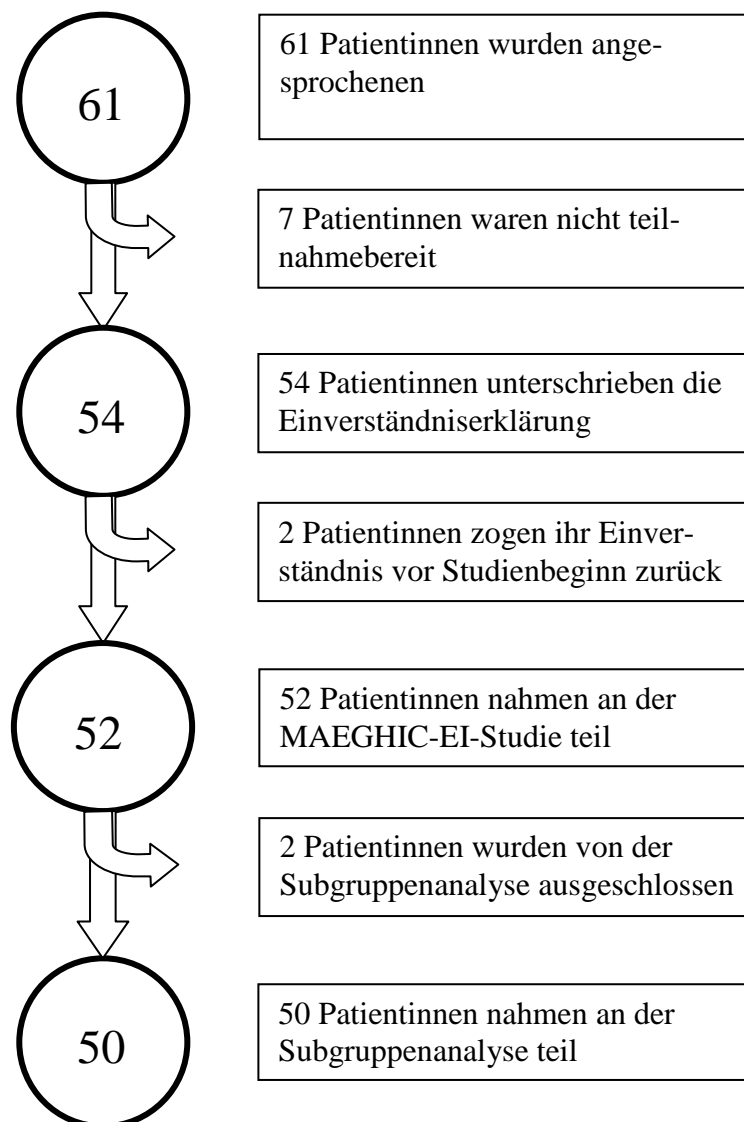 61
61 Patientinnen wurden ange-
sprochenen
7 Patientinnen waren nicht teil-
nahmebereit
54
54 Patientinnen unterschrieben die
Einverständniserklärung
2 Patientinnen zogen ihr Einver-
ständnis vor Studienbeginn zurück
52
52 Patientinnen nahmen an der
MAEGHIC-EI-Studie teil
2 Patientinnen wurden von der
Subgruppenanalyse ausgeschlossen
50
50 Patientinnen nahmen an der
Subgruppenanalyse teil